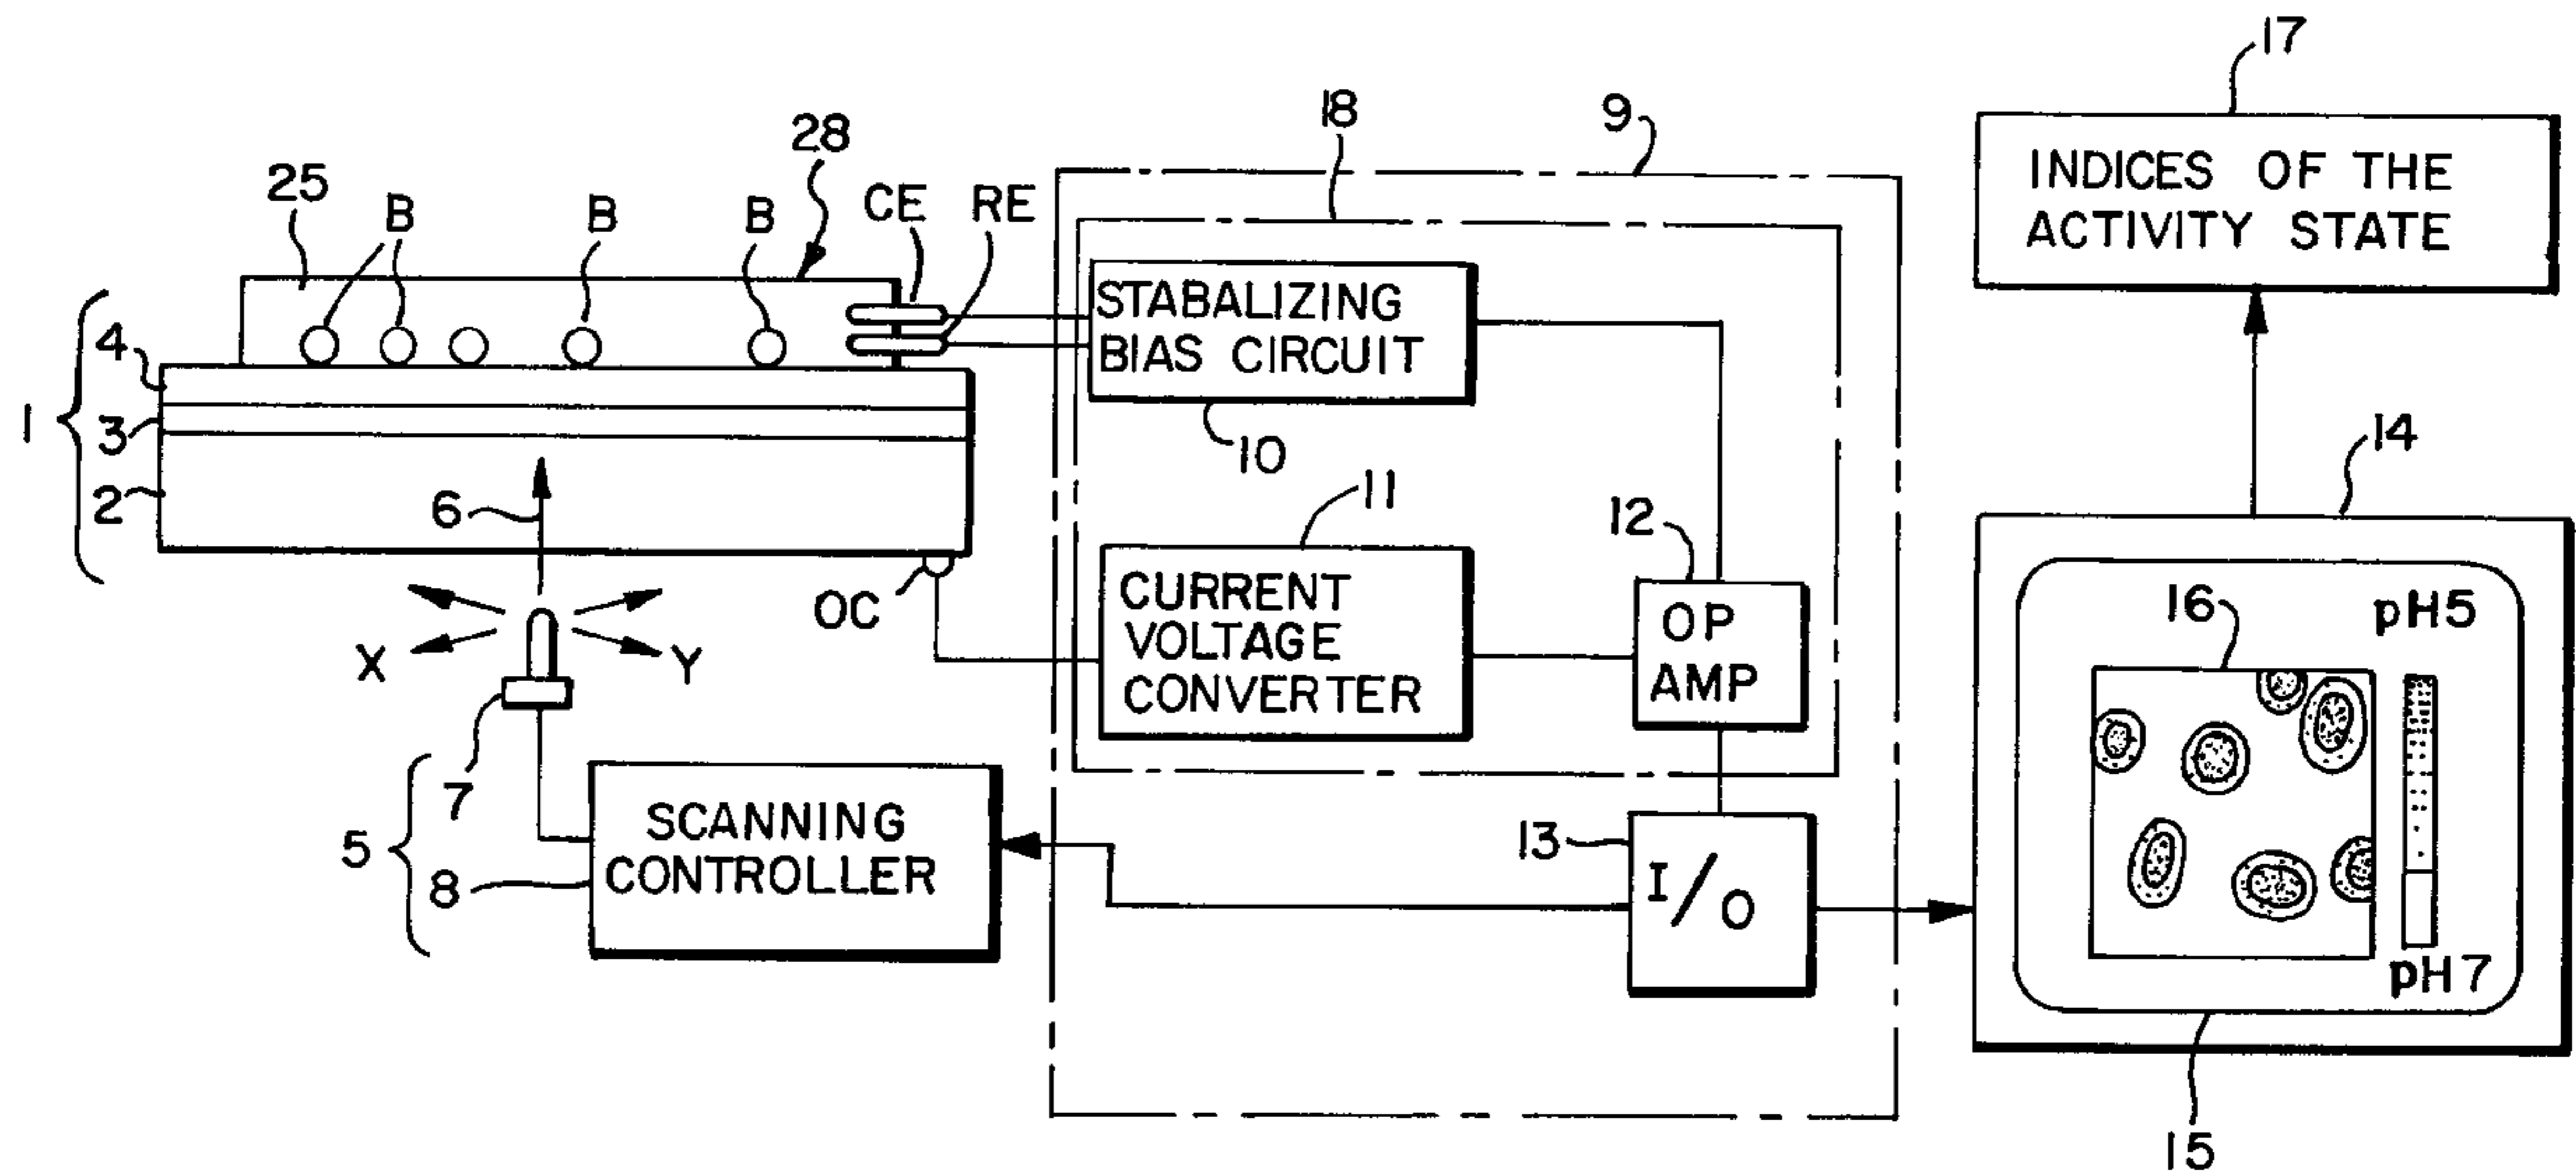 17
18
9
28
INDICES OF THE
ACTIVITY STATE
25
B
B
B
CE
RE
STABALIZING
BIAS CIRCUIT
4
1
3
10
14
2
6
11
12
OC
CURRENT
VOLTAGE
CONVERTER
OP
AMP
16
pH5
X
Y
7
5
8
SCANNING
CONTROLLER
13
I/O
pH7
15